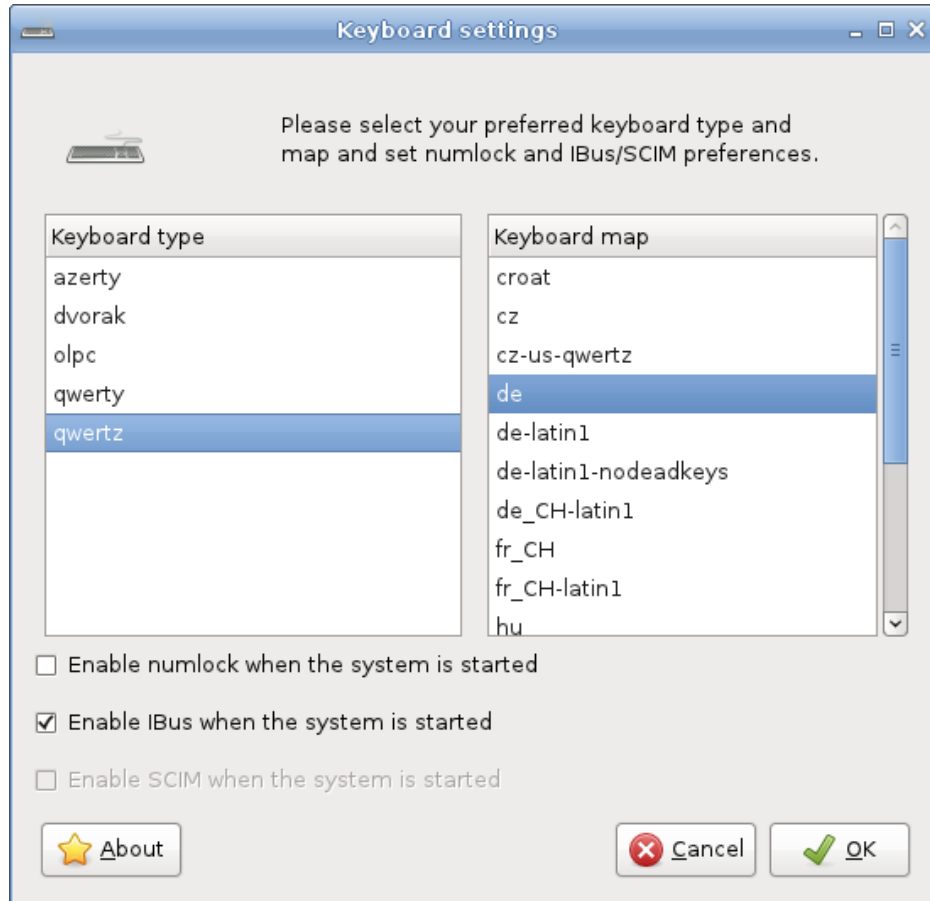 Keyboard settings
Please select your preferred keyboard type and
map and set numlock and IBus/SCIM preferences.
Keyboard type
azerty
dvorak
olpc
qwerty
qwertz
Keyboard map
croat
cz
cz-us-qwertz
de
de-latin1
de-latin1-nodeadkeys
de_CH-latin1
fr_CH
fr_CH-latin1
hu
Enable numlock when the system is started
Enable IBus when the system is started
Enable SCIM when the system is started
About
Cancel
OK